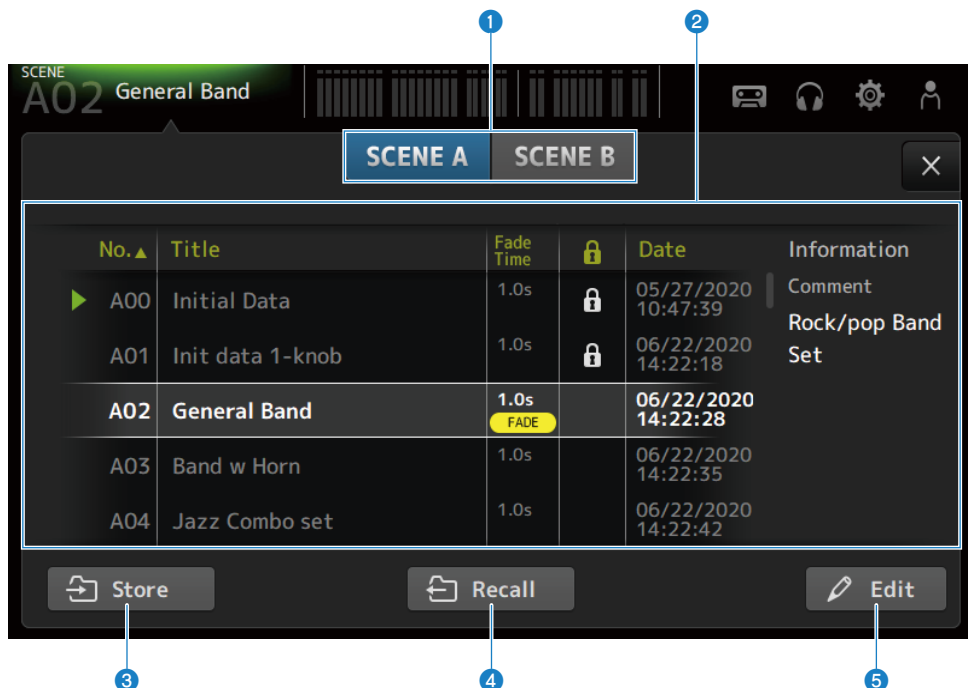 1
2
SCENE
A02 General Band
SCENE A SCENE B
No. Title Fade Time Date
A00 Initial Data 1.0s 05/27/2020 10:47:39
A01 Init data 1-knob 1.0s 06/22/2020 14:22:18
A02 General Band 1.0s FADE 06/22/2020 14:22:28
A03 Band w Horn 1.0s 06/22/2020 14:22:35
A04 Jazz Combo set 1.0s 06/22/2020 14:22:42
Information
Comment
Rock/pop Band
Set
Store Recall Edit
3
4
5